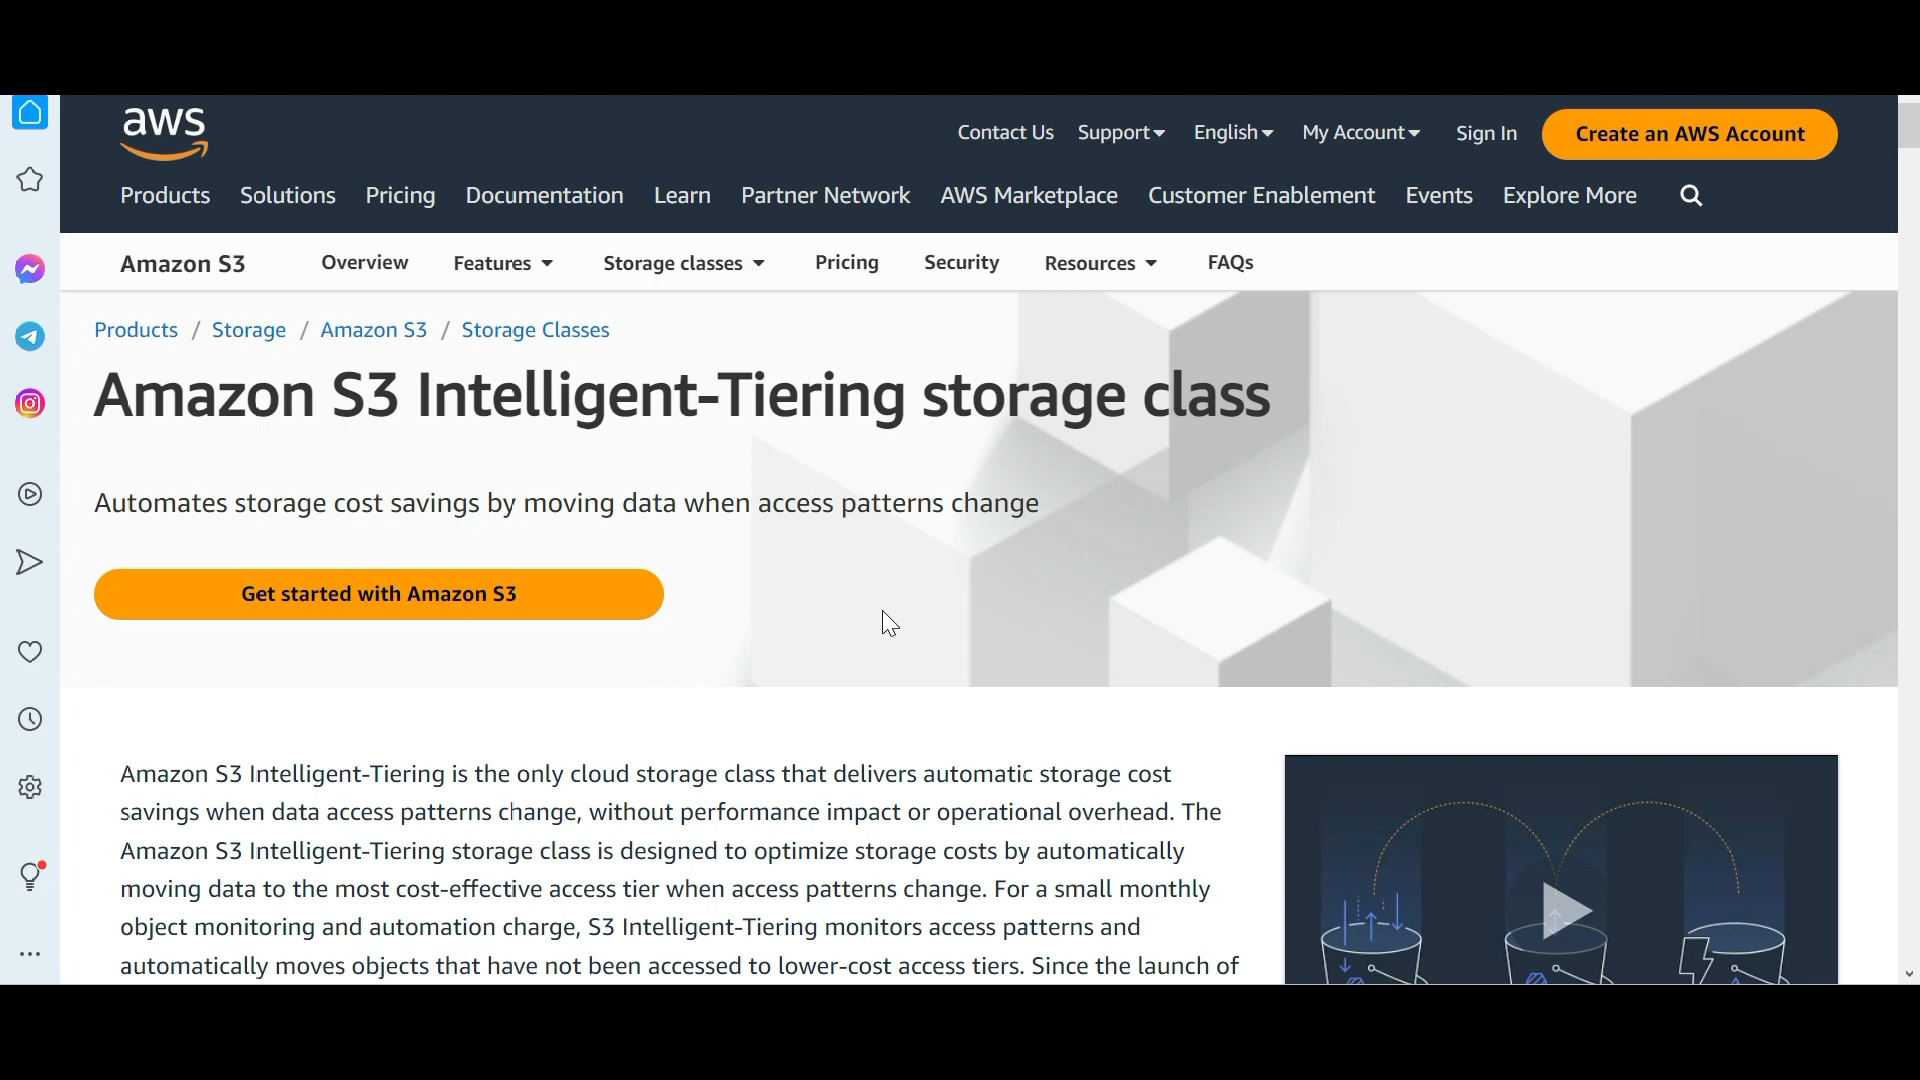 aws
Contact Us Support English My Account Sign In Create an AWS Account
Products Solutions Pricing Documentation Learn Partner Network AWS Marketplace Customer Enablement Events Explore More
Amazon S3 Overview Features Storage classes Pricing Security Resources FAQs
Products / Storage / Amazon S3 / Storage Classes
Amazon S3 Intelligent-Tiering storage class
Automates storage cost savings by moving data when access patterns change
Get started with Amazon S3
Amazon S3 Intelligent-Tiering is the only cloud storage class that delivers automatic storage cost
savings when data access patterns change, without performance impact or operational overhead. The
Amazon S3 Intelligent-Tiering storage class is designed to optimize storage costs by automatically
moving data to the most cost-effective access tier when access patterns change. For a small monthly
object monitoring and automation charge, S3 Intelligent-Tiering monitors access patterns and
automatically moves objects that have not been accessed to lower-cost access tiers. Since the launch of